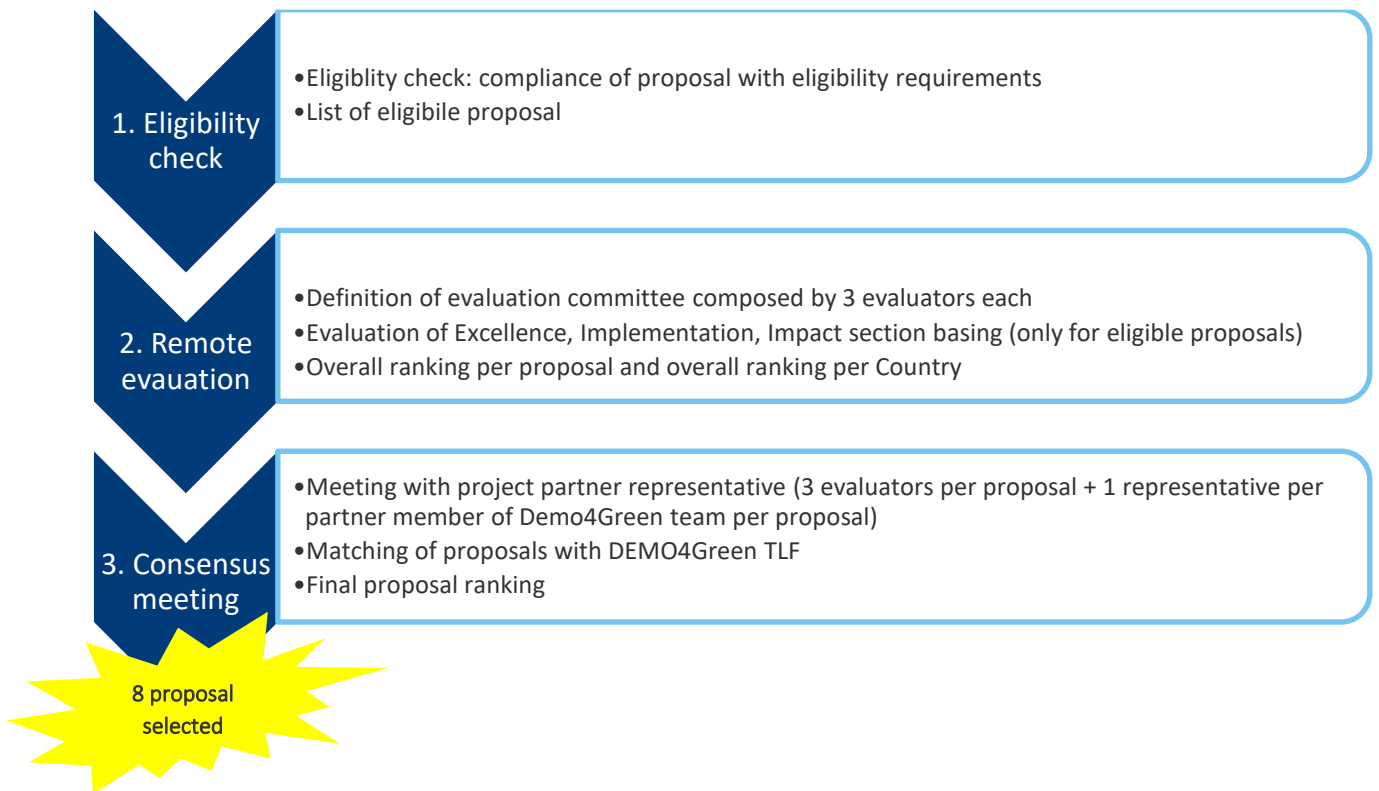 1. Eligibility
check
•Eligiblity check: compliance of proposal with eligibility requirements
•List of eligibile proposal
2. Remote
evauation
•Definition of evaluation committee composed by 3 evaluators each
•Evaluation of Excellence, Implementation, Impact section basing (only for eligible proposals)
•Overall ranking per proposal and overall ranking per Country
3. Consensus
meeting
•Meeting with project partner representative (3 evaluators per proposal + 1 representative per
partner member of Demo4Green team per proposal)
•Matching of proposals with DEMO4Green TLF
•Final proposal ranking
8 proposal
selected